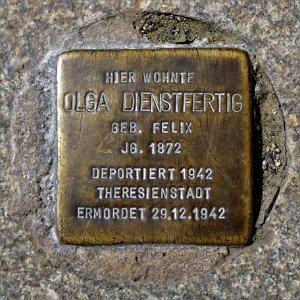 HIER WOHNTE
OLGA DIENSTFERTIG
GEB. FELIX
JG. 1872
DEPORTIERT 1942
THERESIENSTADT
ERMORDET 29.12.1942